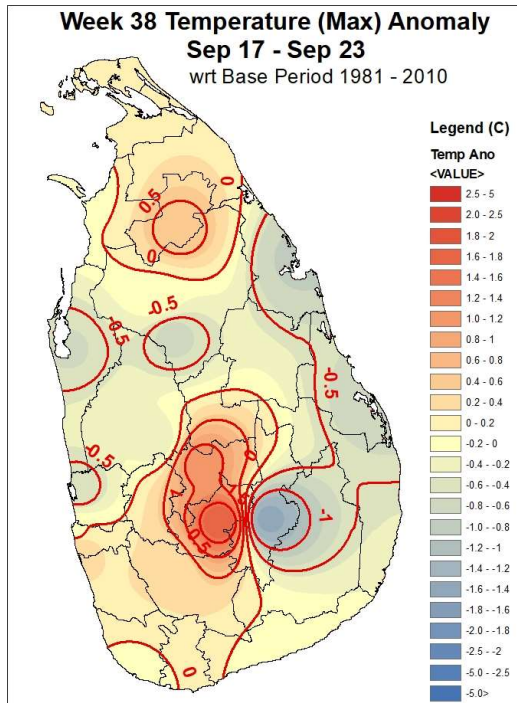 Week 38 Temperature (Max) Anomaly
Sep 17 - Sep 23
wrt Base Period 1981 - 2010
Legend (C)
Temp Ano
<VALUE>
2.5 - 5
2.0 - 2.5
1.8 - 2
1.6 - 1.8
1.4 - 1.6
1.2 - 1.4
1.0 - 1.2
0.8 - 1
0.6 - 0.8
0.4 - 0.6
0.2 - 0.4
0 - 0.2
-0.2 - 0
-0.4 - -0.2
-0.6 - -0.4
-0.8 - -0.6
-1.0 - -0.8
-1.2 - -1
-1.4 - -1.2
-1.6 - -1.4
-1.8 - -1.6
-2.0 - -1.8
-2.5 - -2
-5.0 - -2.5
-5.0>
0
0.5
0
-0.5
-0.5
-0.5
-0.5
0
1
-1
0.5
0